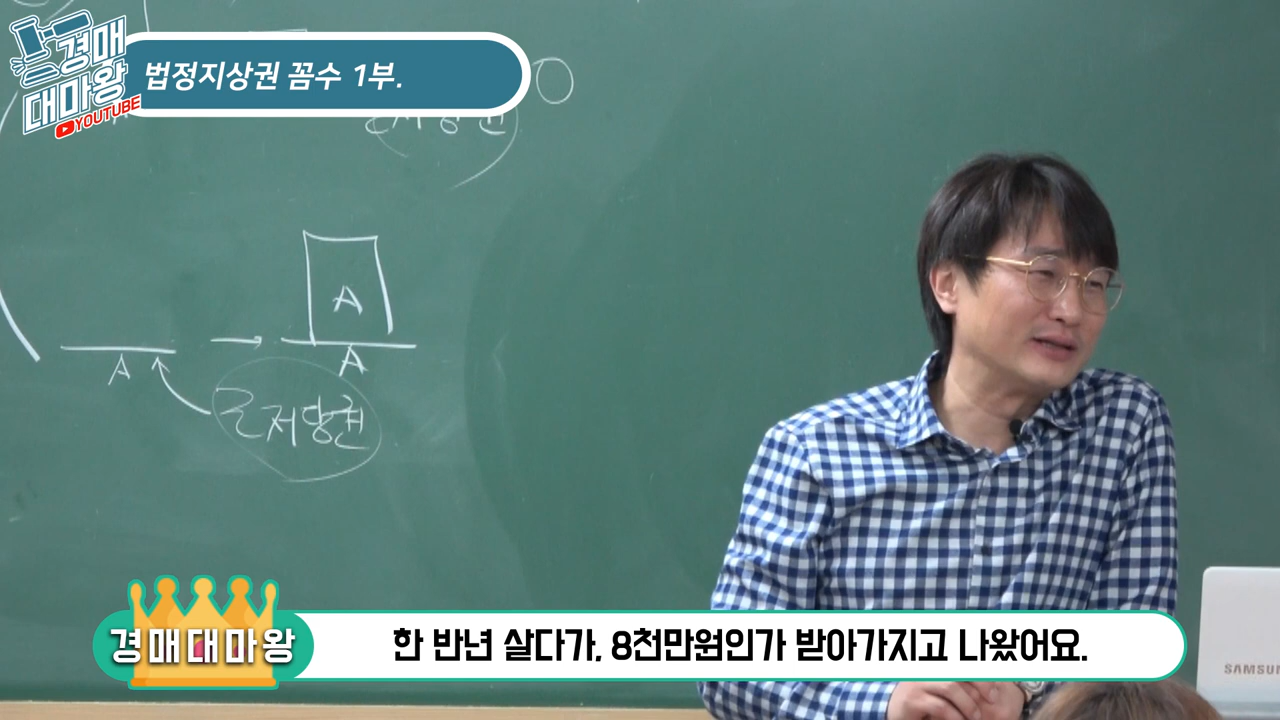 경매
대마왕
YOUTUBE
법정지상권 꼼수 1부.
A
A
A
근저당권
경매대마왕
한 반년 살다가, 8천만원인가 받아가지고 나왔어요.